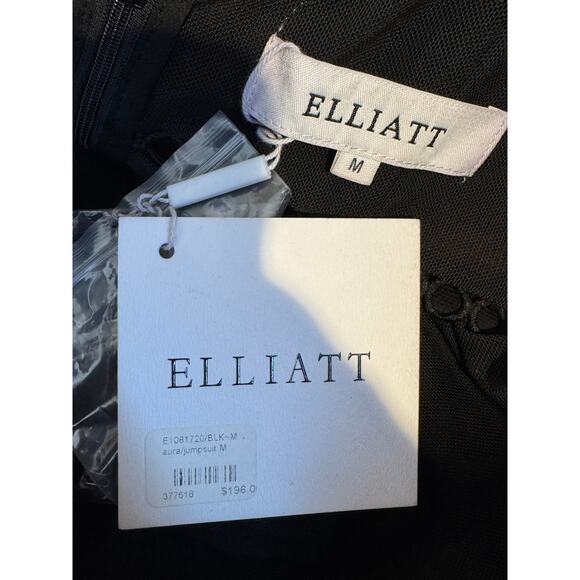 ELLIATT
M
ELLIATT
E1081720/BLK~M
aura/jumpsuit M
377616 $196.0